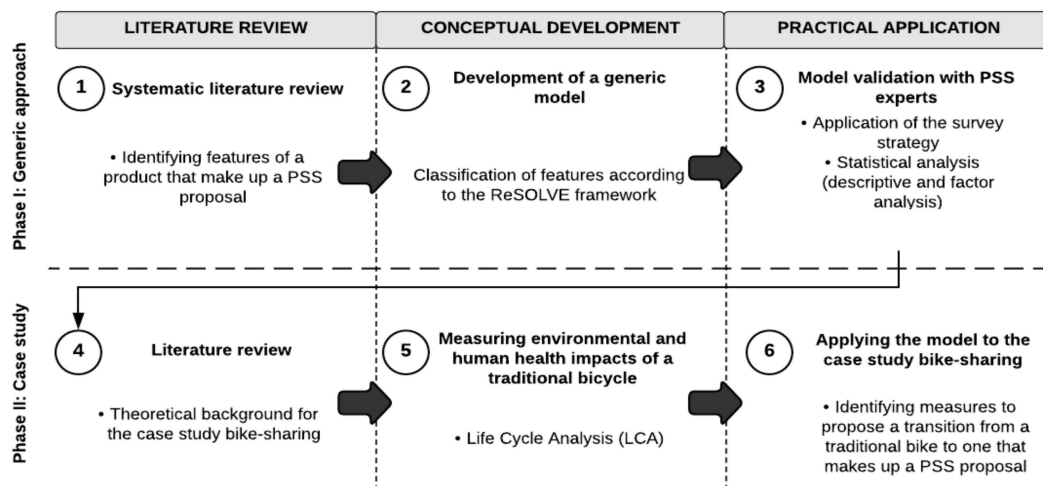 LITERATURE REVIEW
CONCEPTUAL DEVELOPMENT
PRACTICAL APPLICATION
Phase I: Generic approach
1
Systematic literature review
• Identifying features of a
product that make up a PSS
proposal
2
Development of a generic
model
Classification of features according
to the ReSOLVE framework
3
Model validation with PSS
experts
• Application of the survey
strategy
• Statistical analysis
(descriptive and factor
analysis)
Phase II: Case study
4
Literature review
• Theoretical background for
the case study bike-sharing
5
Measuring environmental and
human health impacts of a
traditional bicycle
• Life Cycle Analysis (LCA)
6
Applying the model to the
case study bike-sharing
• Identifying measures to
propose a transition from a
traditional bike to one that
makes up a PSS proposal